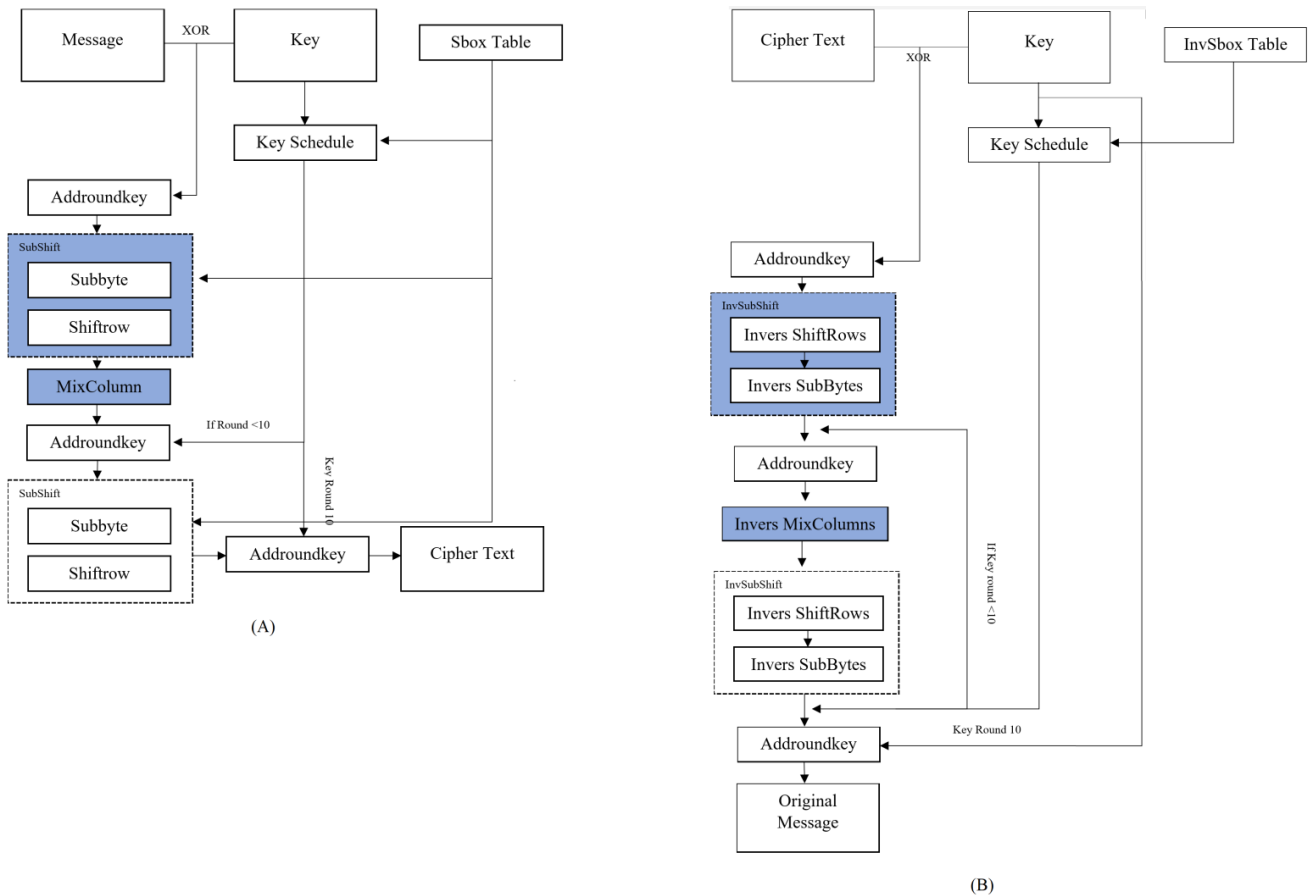 Message
XOR
Key
Sbox Table
Key Schedule
Addroundkey
SubShift
Subbyte
Shiftrow
MixColumn
If Round <10
Addroundkey
Key Round 10
SubShift
Subbyte
Shiftrow
Addroundkey
Cipher Text
(A)
Cipher Text
XOR
Key
InvSbox Table
Key Schedule
Addroundkey
InvSubShift
Invers ShiftRows
Invers SubBytes
Addroundkey
Invers MixColumns
If Key round <10
InvSubShift
Invers ShiftRows
Invers SubBytes
Key Round 10
Addroundkey
Original
Message
(B)